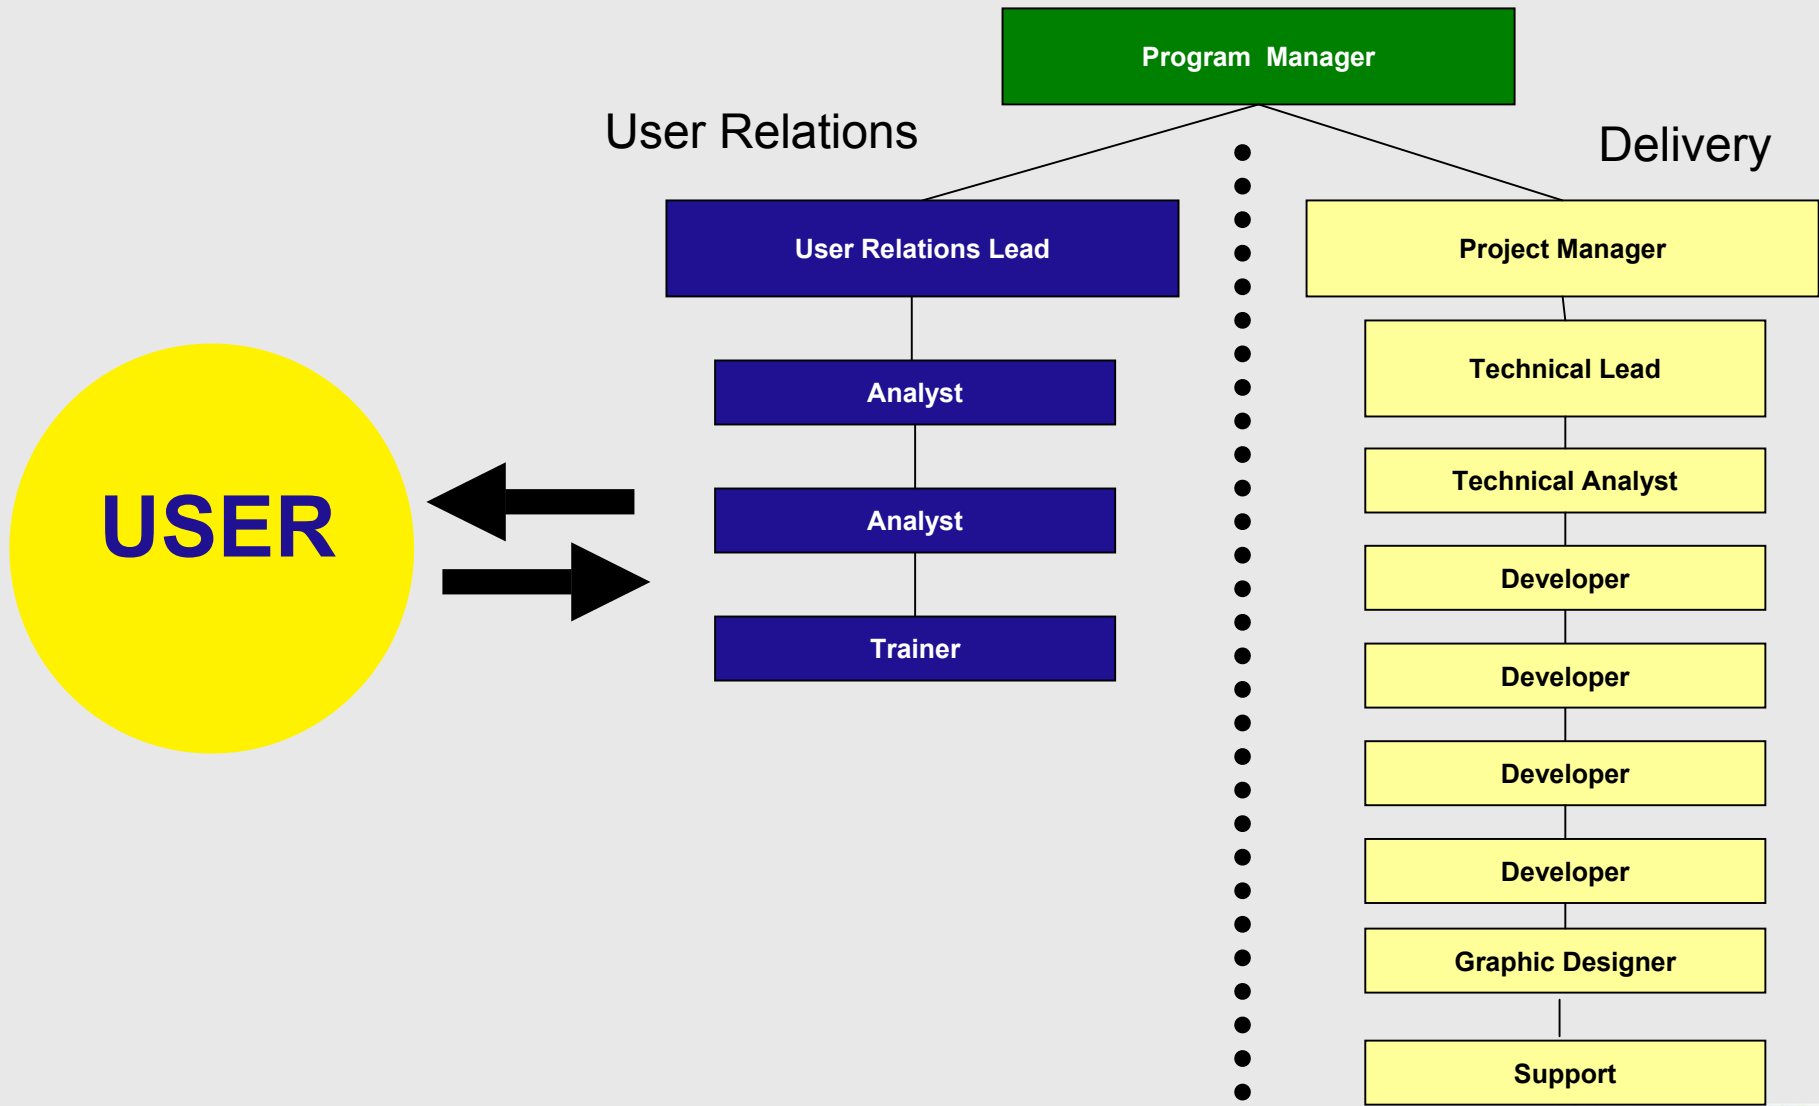 Program  Manager
User Relations
Delivery
User Relations Lead
Project Manager
Technical Lead
Analyst
Technical Analyst
USER
Analyst
Developer
Trainer
Developer
Developer
Developer
Graphic Designer
Support